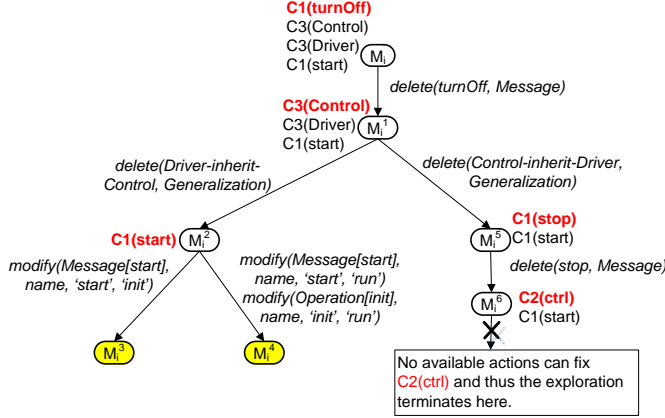 C1(turnOff)
C3(Control)
C3(Driver)
C1(start)
Mi
delete(turnOff, Message)
C3(Control)
C3(Driver)
C1(start)
Mi1
delete(Driver-inherit-
Control, Generalization)
delete(Control-inherit-Driver,
Generalization)
C1(start)
Mi2
C1(stop)
C1(start)
Mi5
modify(Message[start],
name, ‘start’, ‘init’)
modify(Message[start],
name, ‘start’, ‘run’)
modify(Operation[init],
name, ‘init’, ‘run’)
delete(stop, Message)
C2(ctrl)
C1(start)
Mi6
Mi3
Mi4
No available actions can fix
C2(ctrl) and thus the exploration
terminates here.